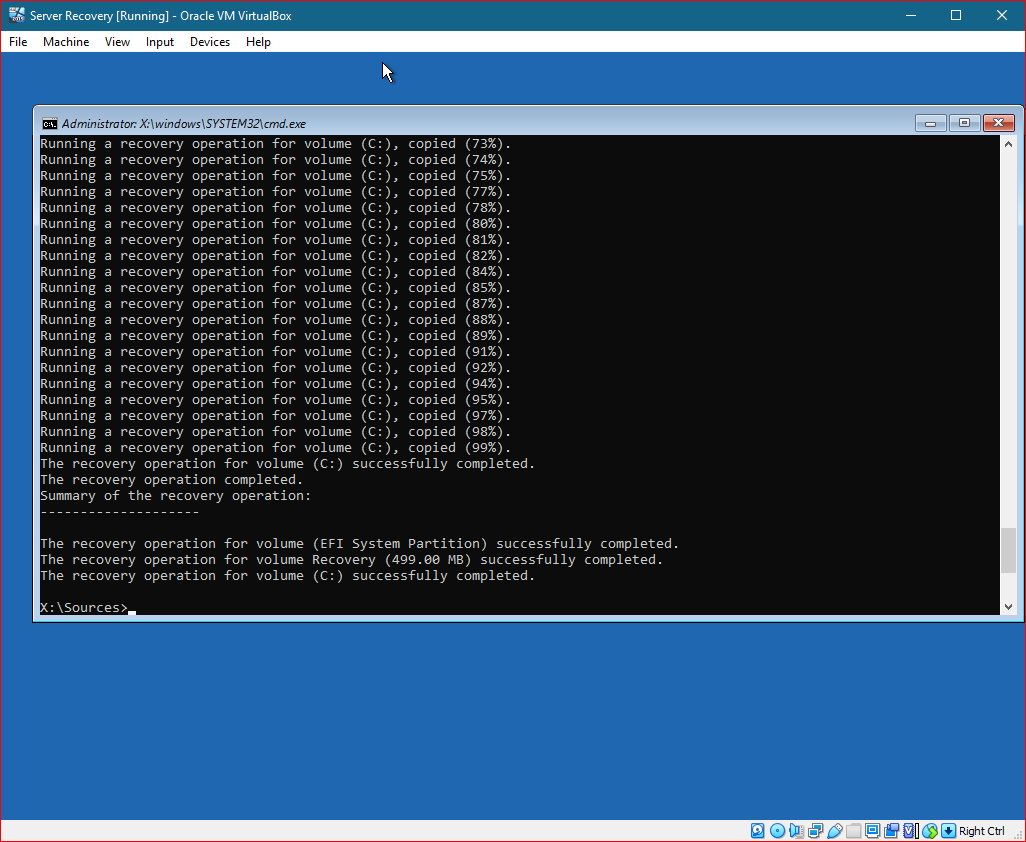 Server Recovery [Running] - Oracle VM VirtualBox
File Machine View Input Devices Help
Administrator: X:\windows\SYSTEM32\cmd.exe
Running a recovery operation for volume (C:), copied (73%).
Running a recovery operation for volume (C:), copied (74%).
Running a recovery operation for volume (C:), copied (75%).
Running a recovery operation for volume (C:), copied (77%).
Running a recovery operation for volume (C:), copied (78%).
Running a recovery operation for volume (C:), copied (80%).
Running a recovery operation for volume (C:), copied (81%).
Running a recovery operation for volume (C:), copied (82%).
Running a recovery operation for volume (C:), copied (84%).
Running a recovery operation for volume (C:), copied (85%).
Running a recovery operation for volume (C:), copied (87%).
Running a recovery operation for volume (C:), copied (88%).
Running a recovery operation for volume (C:), copied (89%).
Running a recovery operation for volume (C:), copied (91%).
Running a recovery operation for volume (C:), copied (92%).
Running a recovery operation for volume (C:), copied (94%).
Running a recovery operation for volume (C:), copied (95%).
Running a recovery operation for volume (C:), copied (97%).
Running a recovery operation for volume (C:), copied (98%).
Running a recovery operation for volume (C:), copied (99%).
The recovery operation for volume (C:) successfully completed.
The recovery operation completed.
Summary of the recovery operation:
--------------------
The recovery operation for volume (EFI System Partition) successfully completed.
The recovery operation for volume Recovery (499.00 MB) successfully completed.
The recovery operation for volume (C:) successfully completed.
X:\Sources>_
Right Ctrl